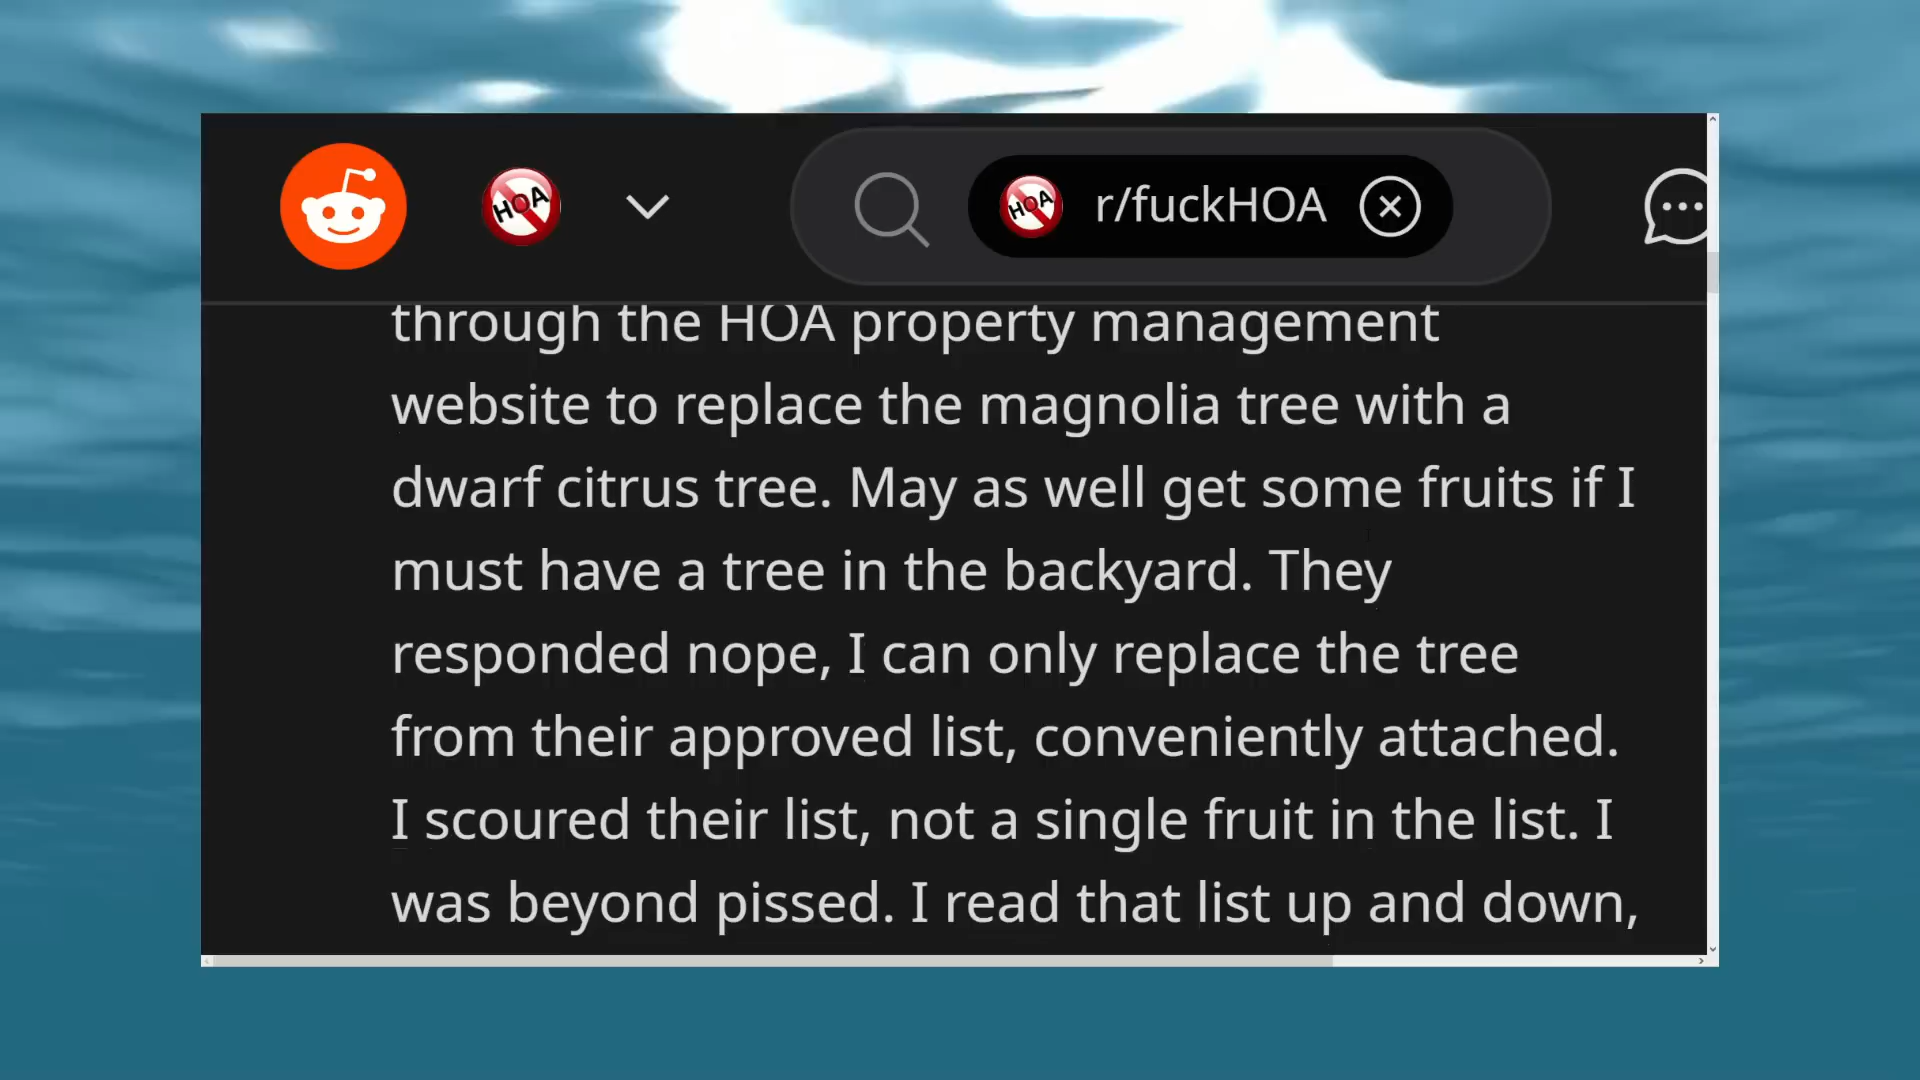 HOA
HOA r/fuckHOA
through the HOA property management
website to replace the magnolia tree with a
dwarf citrus tree. May as well get some fruits if I
must have a tree in the backyard. They
responded nope, I can only replace the tree
from their approved list, conveniently attached.
I scoured their list, not a single fruit in the list. I
was beyond pissed. I read that list up and down,